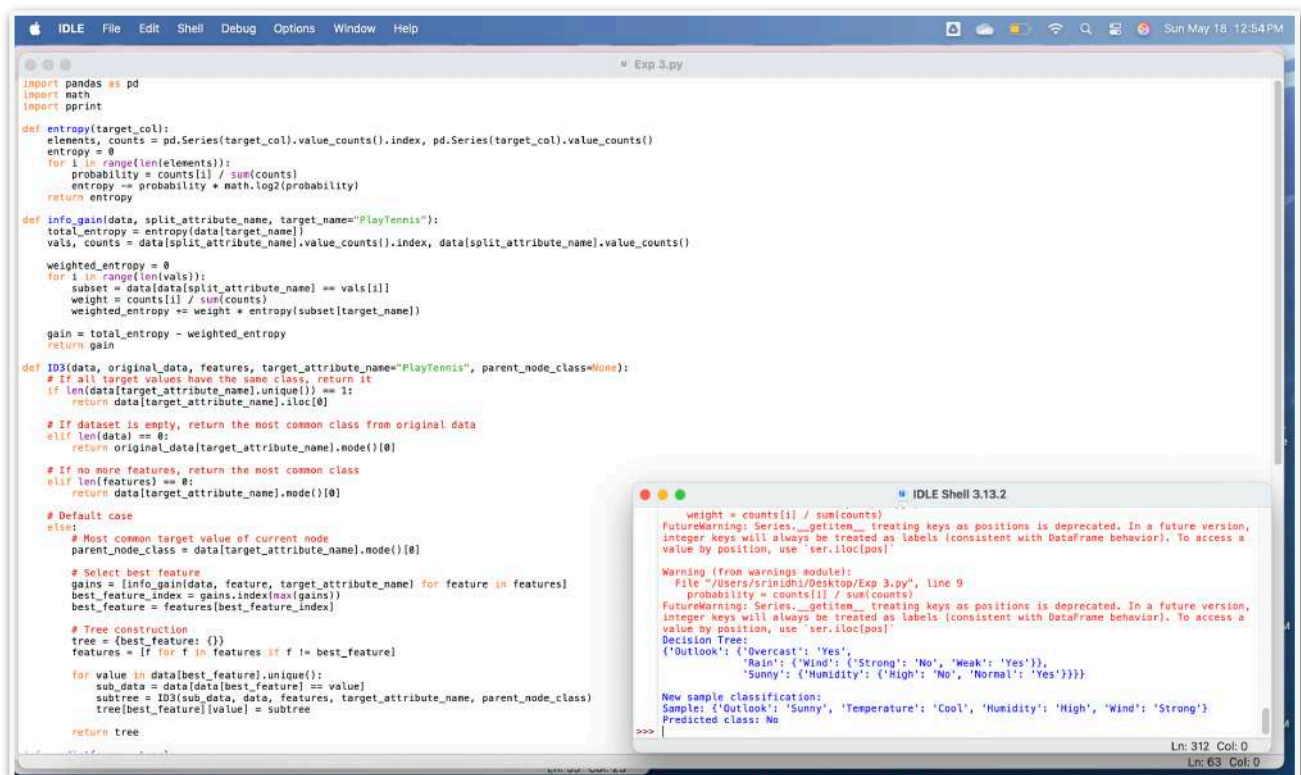 IDLE File Edit Shell Debug Options Window Help Sun May 18 12:54 PM
Exp 3.py
import pandas as pd
import math
import pprint
def entropy(target_col):
elements, counts = pd.Series(target_col).value_counts().index, pd.Series(target_col).value_counts()
entropy = 0
for i in range(len(elements)):
probability = counts[i] / sum(counts)
entropy -= probability * math.log2(probability)
return entropy
def info_gain(data, split_attribute_name, target_name="PlayTennis"):
total_entropy = entropy(data[target_name])
vals, counts = data[split_attribute_name].value_counts().index, data[split_attribute_name].value_counts()
weighted_entropy = 0
for i in range(len(vals)):
subset = data[data[split_attribute_name] == vals[i]]
weight = counts[i] / sum(counts)
weighted_entropy += weight * entropy(subset[target_name])
gain = total_entropy - weighted_entropy
return gain
def ID3(data, original_data, features, target_attribute_name="PlayTennis", parent_node_class=None):
# If all target values have the same class, return it
if len(data[target_attribute_name].unique()) == 1:
return data[target_attribute_name].iloc[0]
# If dataset is empty, return the most common class from original data
elif len(data) == 0:
return original_data[target_attribute_name].mode()[0]
# If no more features, return the most common class
elif len(features) == 0:
return data[target_attribute_name].mode()[0]
# Default case
else:
# Most common target value of current node
parent_node_class = data[target_attribute_name].mode()[0]
# Select best feature
gains = [info_gain(data, feature, target_attribute_name) for feature in features]
best_feature_index = gains.index(max(gains))
best_feature = features[best_feature_index]
# Tree construction
tree = {best_feature: {}}
features = [f for f in features if f != best_feature]
for value in data[best_feature].unique():
sub_data = data[data[best_feature] == value]
subtree = ID3(sub_data, data, features, target_attribute_name, parent_node_class)
tree[best_feature][value] = subtree
return tree
IDLE Shell 3.13.2
weight = counts[i] / sum(counts)
FutureWarning: Series.__getitem__ treating keys as positions is deprecated. In a future version,
integer keys will always be treated as labels (consistent with DataFrame behavior). To access a
value by position, use `ser.iloc[pos]`
Warning (from warnings module):
File "/Users/srinidhi/Desktop/Exp 3.py", line 9
probability = counts[i] / sum(counts)
FutureWarning: Series.__getitem__ treating keys as positions is deprecated. In a future version,
integer keys will always be treated as labels (consistent with DataFrame behavior). To access a
value by position, use `ser.iloc[pos]`
Decision Tree:
{'Outlook': {'Overcast': 'Yes',
'Rain': {'Wind': {'Strong': 'No', 'Weak': 'Yes'}},
'Sunny': {'Humidity': {'High': 'No', 'Normal': 'Yes'}}}}
New sample classification:
Sample: {'Outlook': 'Sunny', 'Temperature': 'Cool', 'Humidity': 'High', 'Wind': 'Strong'}
Predicted class: No
>>>
Ln: 312 Col: 0
Ln: 63 Col: 0